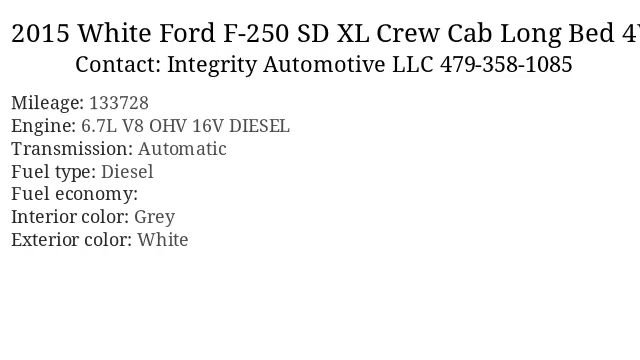 2015 White Ford F-250 SD XL Crew Cab Long Bed
Contact: Integrity Automotive LLC 479-358-1085
Mileage: 133728
Engine: 6.7L V8 OHV 16V DIESEL
Transmission: Automatic
Fuel type: Diesel
Fuel economy:
Interior color: Grey
Exterior color: White